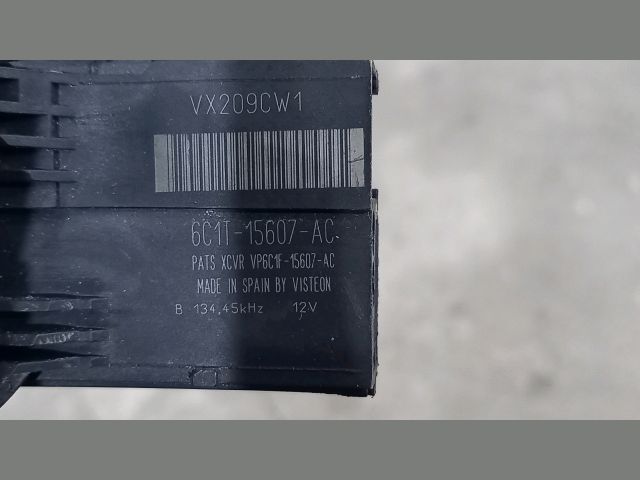 VX209CW1
6C1T-15607-AC
PATS XCVR VP6C1F-15607-AC
MADE IN SPAIN BY VISTEON
B 134,45kHz 12V